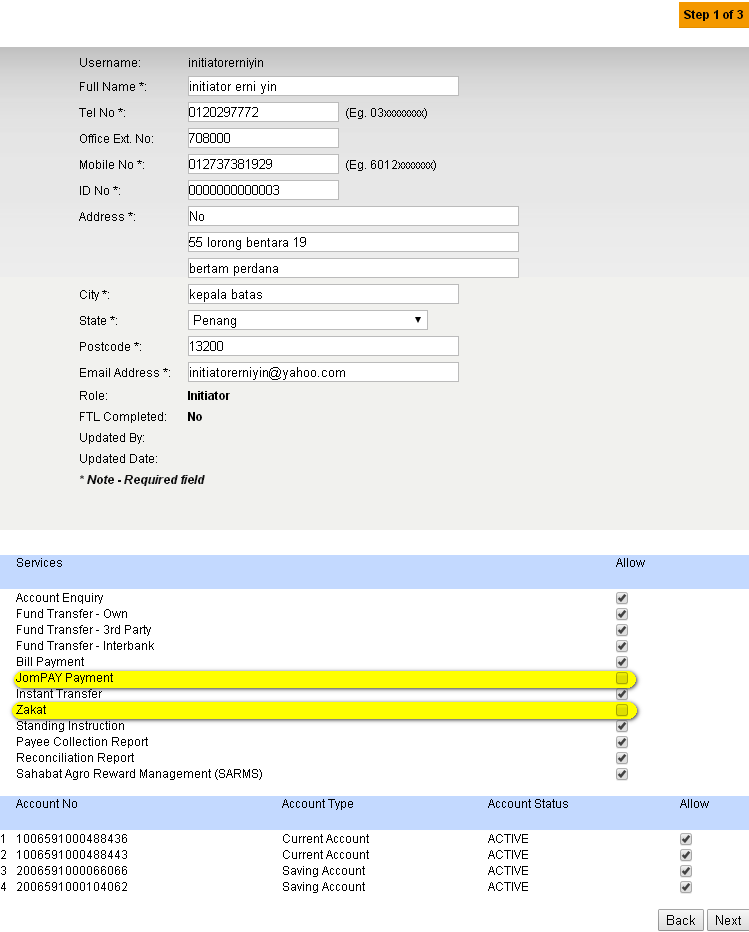 Step 1 of 3
Username: initiatorerniyin
Full Name *: initiator erni yin
Tel No *: 0120297772 (Eg. 03xxxxxxxx)
Office Ext. No: 708000
Mobile No *: 012737381929 (Eg. 6012xxxxxxx)
ID No *: 0000000000003
Address *: No
55 lorong bentara 19
bertam perdana
City *: kepala batas
State *: Penang
Postcode *: 13200
Email Address *: initiatorerniyin@yahoo.com
Role: Initiator
FTL Completed: No
Updated By:
Updated Date:
* Note - Required field
Services Allow
Account Enquiry
Fund Transfer - Own
Fund Transfer - 3rd Party
Fund Transfer - Interbank
Bill Payment
JomPAY Payment
Instant Transfer
Zakat
Standing Instruction
Payee Collection Report
Reconciliation Report
Sahabat Agro Reward Management (SARMS)
Account No Account Type Account Status Allow
1 1006591000488436 Current Account ACTIVE
2 1006591000488443 Current Account ACTIVE
3 2006591000066066 Saving Account ACTIVE
4 2006591000104062 Saving Account ACTIVE
Back Next